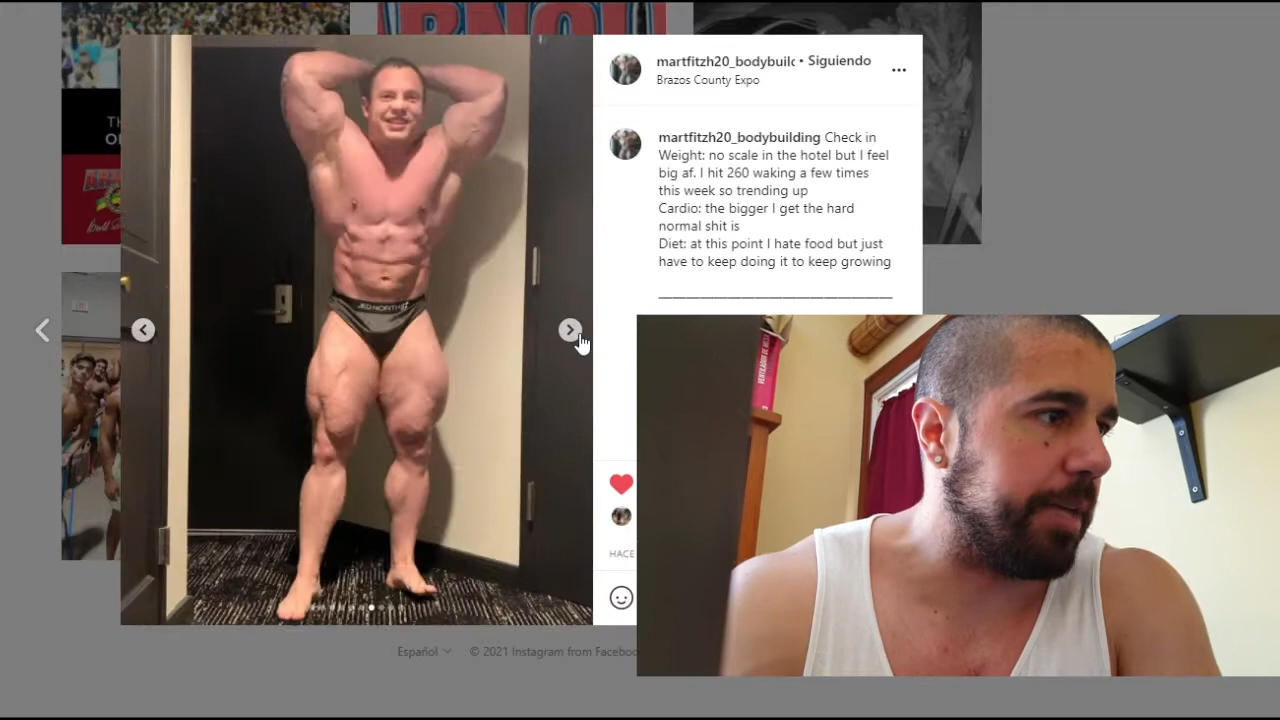 martfitzh20_bodybuilc • Siguiendo
Brazos County Expo
martfitzh20_bodybuilding Check in
Weight: no scale in the hotel but I feel
big af. I hit 260 waking a few times
this week so trending up
Cardio: the bigger I get the hard
normal shit is
Diet: at this point I hate food but just
have to keep doing it to keep growing
HACE
Español
© 2021 Instagram from Faceboo